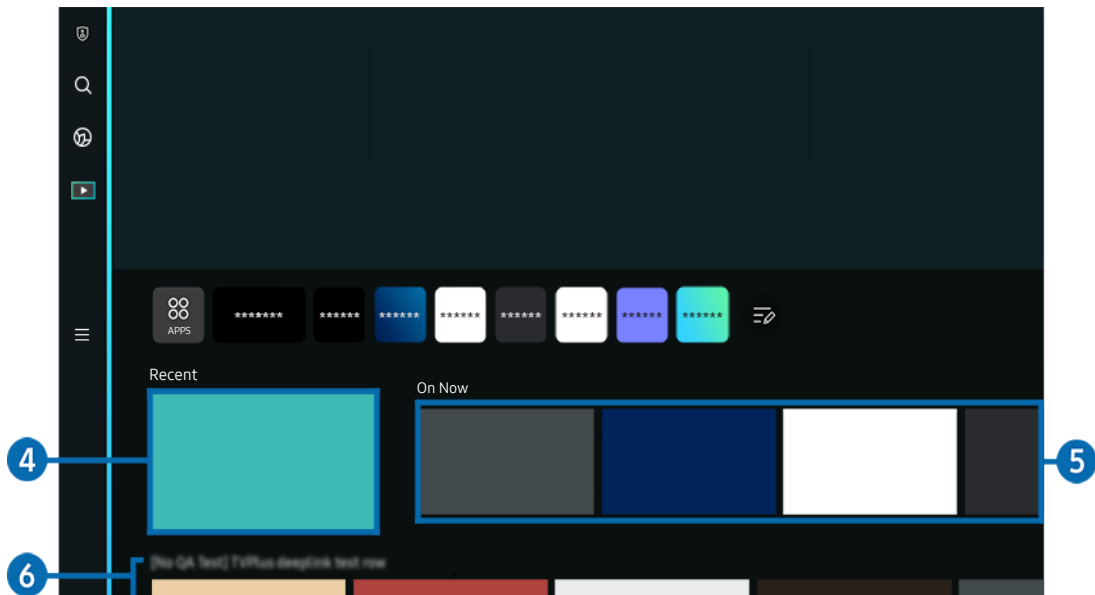 APPS
******* ****** ****** ****** ****** ****** ****** ******
Recent
On Now
4
5
[No QA Test] TVPlus deeplink test row
6